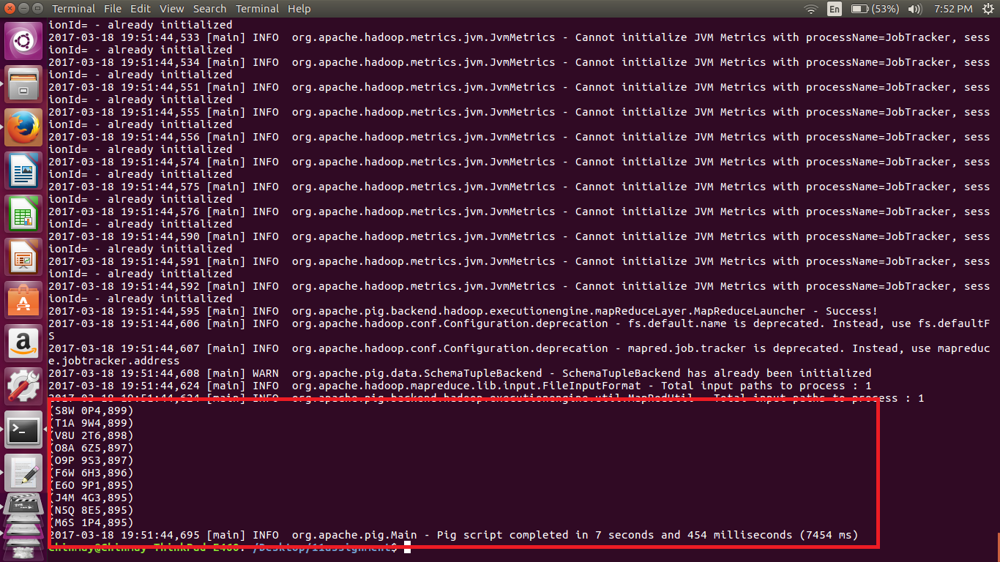 Terminal File Edit View Search Terminal Help En (53%) 7:52 PM
ionId= - already initialized
2017-03-18 19:51:44,533 [main] INFO  org.apache.hadoop.metrics.jvm.JvmMetrics - Cannot initialize JVM Metrics with processName=JobTracker, sess
ionId= - already initialized
2017-03-18 19:51:44,534 [main] INFO  org.apache.hadoop.metrics.jvm.JvmMetrics - Cannot initialize JVM Metrics with processName=JobTracker, sess
ionId= - already initialized
2017-03-18 19:51:44,551 [main] INFO  org.apache.hadoop.metrics.jvm.JvmMetrics - Cannot initialize JVM Metrics with processName=JobTracker, sess
ionId= - already initialized
2017-03-18 19:51:44,555 [main] INFO  org.apache.hadoop.metrics.jvm.JvmMetrics - Cannot initialize JVM Metrics with processName=JobTracker, sess
ionId= - already initialized
2017-03-18 19:51:44,556 [main] INFO  org.apache.hadoop.metrics.jvm.JvmMetrics - Cannot initialize JVM Metrics with processName=JobTracker, sess
ionId= - already initialized
2017-03-18 19:51:44,574 [main] INFO  org.apache.hadoop.metrics.jvm.JvmMetrics - Cannot initialize JVM Metrics with processName=JobTracker, sess
ionId= - already initialized
2017-03-18 19:51:44,575 [main] INFO  org.apache.hadoop.metrics.jvm.JvmMetrics - Cannot initialize JVM Metrics with processName=JobTracker, sess
ionId= - already initialized
2017-03-18 19:51:44,576 [main] INFO  org.apache.hadoop.metrics.jvm.JvmMetrics - Cannot initialize JVM Metrics with processName=JobTracker, sess
ionId= - already initialized
2017-03-18 19:51:44,590 [main] INFO  org.apache.hadoop.metrics.jvm.JvmMetrics - Cannot initialize JVM Metrics with processName=JobTracker, sess
ionId= - already initialized
2017-03-18 19:51:44,591 [main] INFO  org.apache.hadoop.metrics.jvm.JvmMetrics - Cannot initialize JVM Metrics with processName=JobTracker, sess
ionId= - already initialized
2017-03-18 19:51:44,592 [main] INFO  org.apache.hadoop.metrics.jvm.JvmMetrics - Cannot initialize JVM Metrics with processName=JobTracker, sess
ionId= - already initialized
2017-03-18 19:51:44,595 [main] INFO  org.apache.pig.backend.hadoop.executionengine.mapReduceLayer.MapReduceLauncher - Success!
2017-03-18 19:51:44,606 [main] INFO  org.apache.hadoop.conf.Configuration.deprecation - fs.default.name is deprecated. Instead, use fs.defaultF
S
2017-03-18 19:51:44,607 [main] INFO  org.apache.hadoop.conf.Configuration.deprecation - mapred.job.tracker is deprecated. Instead, use mapreduc
e.jobtracker.address
2017-03-18 19:51:44,608 [main] WARN  org.apache.pig.data.SchemaTupleBackend - SchemaTupleBackend has already been initialized
2017-03-18 19:51:44,624 [main] INFO  org.apache.hadoop.mapreduce.lib.input.FileInputFormat - Total input paths to process : 1
2017-03-18 19:51:44,624 [main] INFO  org.apache.pig.backend.hadoop.executionengine.util.MapRedUtil - Total input paths to process : 1
(S8W 0P4,899)
(T1A 9W4,899)
(V8U 2T6,898)
(O8A 6Z5,897)
(O9P 9S3,897)
(F6W 6H3,896)
(E6O 9P1,895)
(J4M 4G3,895)
(N5Q 8E5,895)
(M6S 1P4,895)
2017-03-18 19:51:44,695 [main] INFO  org.apache.pig.Main - Pig script completed in 7 seconds and 454 milliseconds (7454 ms)
chinmay@Chinmay-ThinkPad-E460:~/Desktop/11assignment$